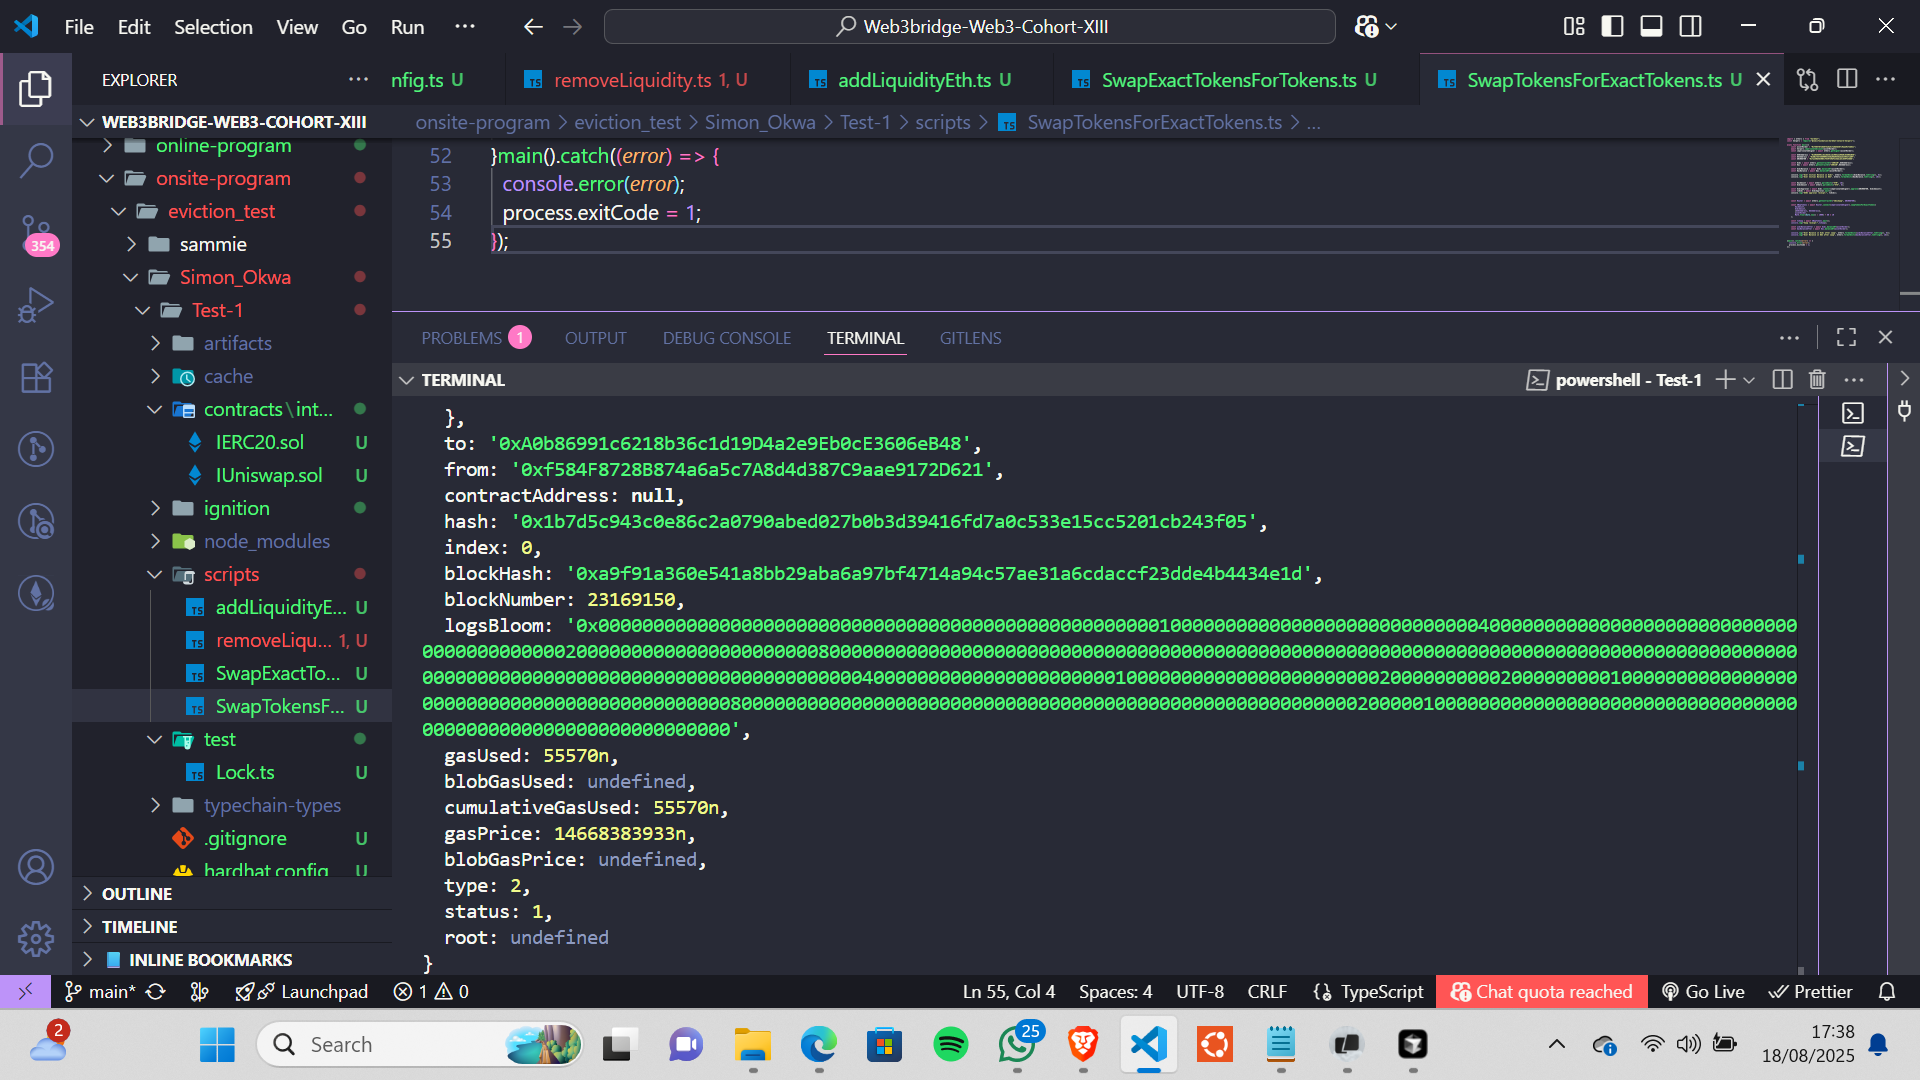 File Edit Selection View Go Run ···
Web3bridge-Web3-Cohort-XIII
EXPLORER
nfig.ts U
removeLiquidity.ts 1, U
addLiquidityEth.ts U
SwapExactTokensForTokens.ts U
SwapTokensForExactTokens.ts U
onsite-program > eviction_test > Simon_Okwa > Test-1 > scripts > SwapTokensForExactTokens.ts > ...
WEB3BRIDGE-WEB3-COHORT-XIII
online-program
onsite-program
eviction_test
sammie
Simon_Okwa
Test-1
artifacts
cache
contracts\int...
IERC20.sol U
IUniswap.sol U
ignition
node_modules
scripts
addLiquidityE... U
removeLiqu... 1, U
SwapExactTo... U
SwapTokensF... U
test
Lock.ts U
typechain-types
.gitignore U
hardhat.config U
OUTLINE
TIMELINE
INLINE BOOKMARKS
354
52 }main().catch((error) => {
53 console.error(error);
54 process.exitCode = 1;
55 });
PROBLEMS 1 OUTPUT DEBUG CONSOLE TERMINAL GITLENS
TERMINAL
powershell - Test-1
},
to: '0xA0b86991c6218b36c1d19D4a2e9Eb0cE3606eB48',
from: '0xf584F8728B874a6a5c7A8d4d387C9aae9172D621',
contractAddress: null,
hash: '0x1b7d5c943c0e86c2a0790abed027b0b3d39416fd7a0c533e15cc5201cb243f05',
index: 0,
blockHash: '0xa9f91a360e541a8bb29aba6a97bf4714a94c57ae31a6cdaccf23dde4b4434e1d',
blockNumber: 23169150,
logsBloom:
gasUsed: 55570n,
blobGasUsed: undefined,
cumulativeGasUsed: 55570n,
gasPrice: 14668383933n,
blobGasPrice: undefined,
type: 2,
status: 1,
root: undefined
}
main* Launchpad 1 0
Ln 55, Col 4 Spaces: 4 UTF-8 CRLF TypeScript Chat quota reached Go Live Prettier
2
Search
25
17:38
18/08/2025